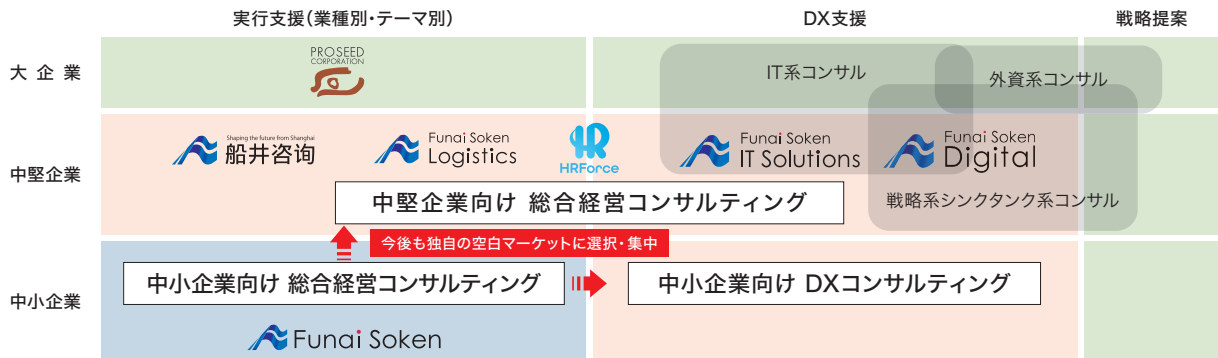 実行支援(業種別・テーマ別)
DX支援
戦略提案
大企業
PROSEED
CORPORATION
IT系コンサル
外資系コンサル
中堅企業
Shaping the future from Shanghai
船井咨询
Funai Soken
Logistics
HR
HRForce
Funai Soken
IT Solutions
Funai Soken
Digital
中堅企業向け 総合経営コンサルティング
戦略系シンクタンク系コンサル
今後も独自の空白マーケットに選択・集中
中小企業
中小企業向け 総合経営コンサルティング
中小企業向け DXコンサルティング
Funai Soken